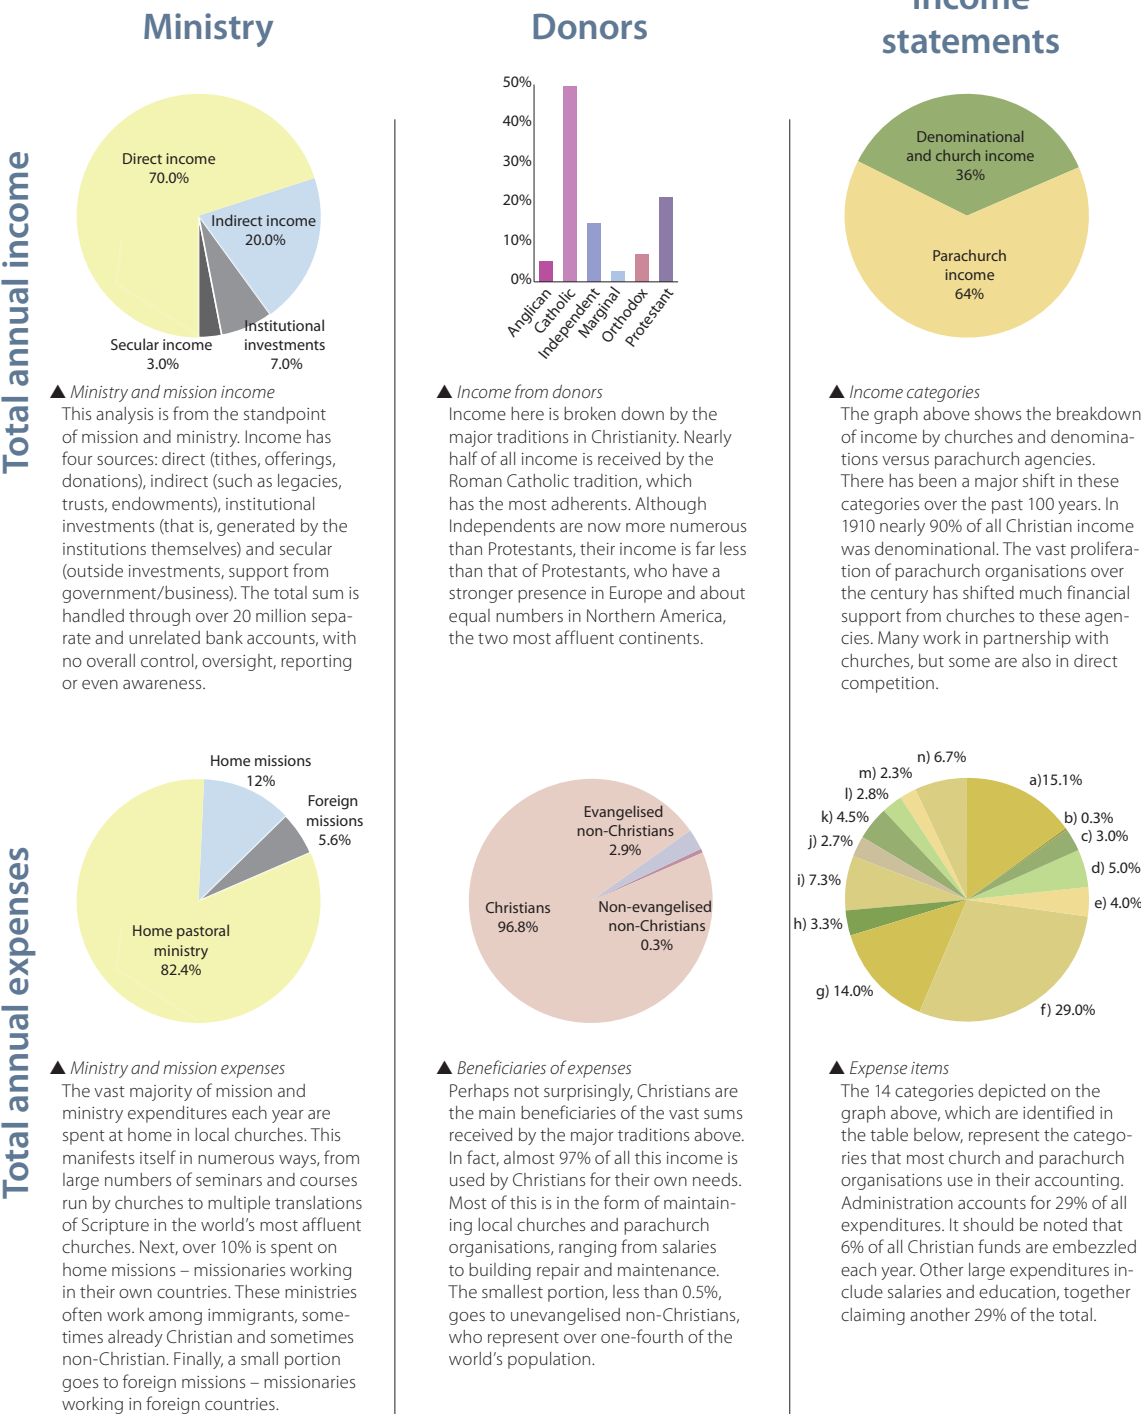 Ministry
Donors
Income
statements
Total annual income
Direct income
70.0%
Indirect income
20.0%
Institutional
investments
7.0%
Secular income
3.0%
▲ Ministry and mission income
This analysis is from the standpoint
of mission and ministry. Income has
four sources: direct (tithes, offerings,
donations), indirect (such as legacies,
trusts, endowments), institutional
investments (that is, generated by the
institutions themselves) and secular
(outside investments, support from
government/business). The total sum is
handled through over 20 million sepa-
rate and unrelated bank accounts, with
no overall control, oversight, reporting
or even awareness.
50%
40%
30%
20%
10%
0%
Anglican
Catholic
Independent
Marginal
Orthodox
Protestant
▲ Income from donors
Income here is broken down by the
major traditions in Christianity. Nearly
half of all income is received by the
Roman Catholic tradition, which
has the most adherents. Although
Independents are now more numerous
than Protestants, their income is far less
than that of Protestants, who have a
stronger presence in Europe and about
equal numbers in Northern America,
the two most affluent continents.
Denominational
and church income
36%
Parachurch
income
64%
▲ Income categories
The graph above shows the breakdown
of income by churches and denomina-
tions versus parachurch agencies.
There has been a major shift in these
categories over the past 100 years. In
1910 nearly 90% of all Christian income
was denominational. The vast prolifera-
tion of parachurch organisations over
the century has shifted much financial
support from churches to these agen-
cies. Many work in partnership with
churches, but some are also in direct
competition.
Total annual expenses
Home missions
12%
Foreign
missions
5.6%
Home pastoral
ministry
82.4%
▲ Ministry and mission expenses
The vast majority of mission and
ministry expenditures each year are
spent at home in local churches. This
manifests itself in numerous ways, from
large numbers of seminars and courses
run by churches to multiple translations
of Scripture in the world's most affluent
churches. Next, over 10% is spent on
home missions – missionaries working
in their own countries. These ministries
often work among immigrants, some-
times already Christian and sometimes
non-Christian. Finally, a small portion
goes to foreign missions – missionaries
working in foreign countries.
Evangelised
non-Christians
2.9%
Christians
96.8%
Non-evangelised
non-Christians
0.3%
▲ Beneficiaries of expenses
Perhaps not surprisingly, Christians are
the main beneficiaries of the vast sums
received by the major traditions above.
In fact, almost 97% of all this income is
used by Christians for their own needs.
Most of this is in the form of maintain-
ing local churches and parachurch
organisations, ranging from salaries
to building repair and maintenance.
The smallest portion, less than 0.5%,
goes to unevangelised non-Christians,
who represent over one-fourth of the
world's population.
a)15.1%
b) 0.3%
c) 3.0%
d) 5.0%
e) 4.0%
f) 29.0%
g) 14.0%
h) 3.3%
i) 7.3%
j) 2.7%
k) 4.5%
l) 2.8%
m) 2.3%
n) 6.7%
▲ Expense items
The 14 categories depicted on the
graph above, which are identified in
the table below, represent the catego-
ries that most church and parachurch
organisations use in their accounting.
Administration accounts for 29% of all
expenditures. It should be noted that
6% of all Christian funds are embezzled
each year. Other large expenditures in-
clude salaries and education, together
claiming another 29% of the total.